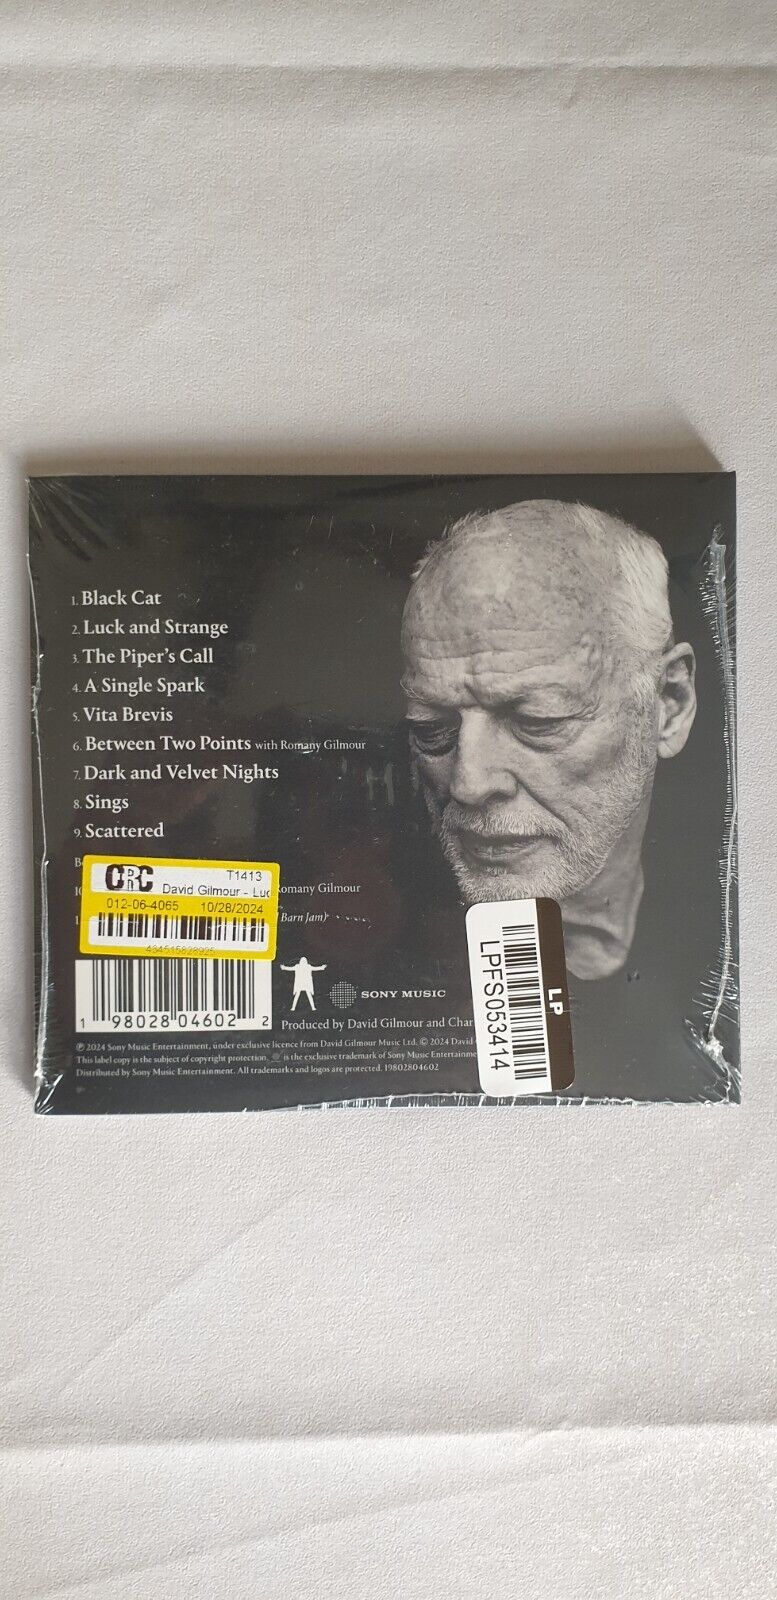 1. Black Cat
2. Luck and Strange
3. The Piper's Call
4. A Single Spark
5. Vita Brevis
6. Between Two Points with Romany Gilmour
7. Dark and Velvet Nights
8. Sings
9. Scattered
CRC T1413
David Gilmour - Luc
012-06-4065 10/28/2024
434515828925
Romany Gilmour
Barn Jam)
1 98028 04602 2
SONY MUSIC
Produced by David Gilmour and Char
℗ 2024 Sony Music Entertainment, under exclusive licence from David Gilmour Music Ltd. © 2024 David
This label copy is the subject of copyright protection. is the exclusive trademark of Sony Music Entertainme
Distributed by Sony Music Entertainment. All trademarks and logos are protected. 19802804602
LP
LPFS053414